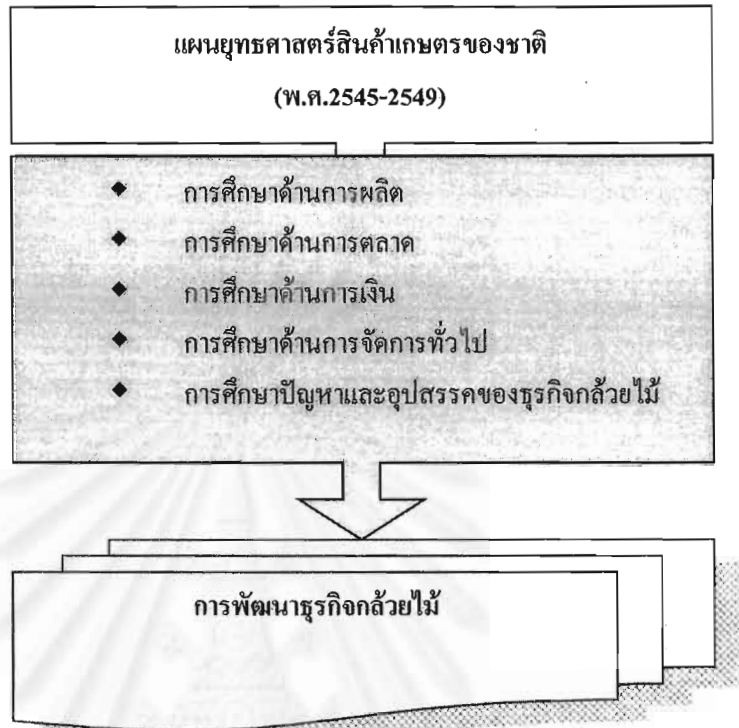 แผนยุทธศาสตร์สินค้าเกษตรของชาติ
(พ.ศ.2545-2549)
◆ การศึกษาด้านการผลิต
◆ การศึกษาด้านการตลาด
◆ การศึกษาด้านการเงิน
◆ การศึกษาด้านการจัดการทั่วไป
◆ การศึกษาปัญหาและอุปสรรคของธุรกิจกล้วยไม้
การพัฒนาธุรกิจกล้วยไม้